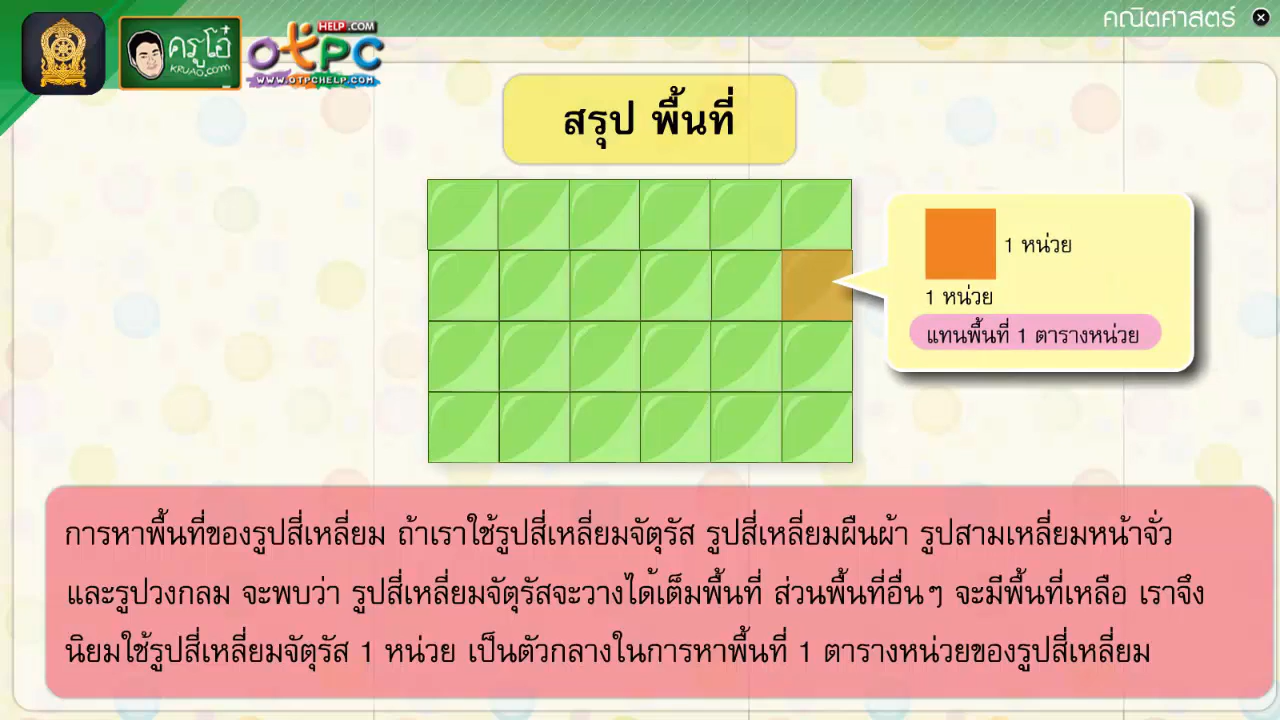 คณิตศาสตร์
ครูโอ๋
KRUAO.com
HELP.COM
OTPC
WWW.OTPCHELP.COM
สรุป พื้นที่
1 หน่วย
1 หน่วย
แทนพื้นที่ 1 ตารางหน่วย
การหาพื้นที่ของรูปสี่เหลี่ยม ถ้าเราใช้รูปสี่เหลี่ยมจัตุรัส รูปสี่เหลี่ยมผืนผ้า รูปสามเหลี่ยมหน้าจั่ว
และรูปวงกลม จะพบว่า รูปสี่เหลี่ยมจัตุรัสจะวางได้เต็มพื้นที่ ส่วนพื้นที่อื่นๆ จะมีพื้นที่เหลือ เราจึง
นิยมใช้รูปสี่เหลี่ยมจัตุรัส 1 หน่วย เป็นตัวกลางในการหาพื้นที่ 1 ตารางหน่วยของรูปสี่เหลี่ยม